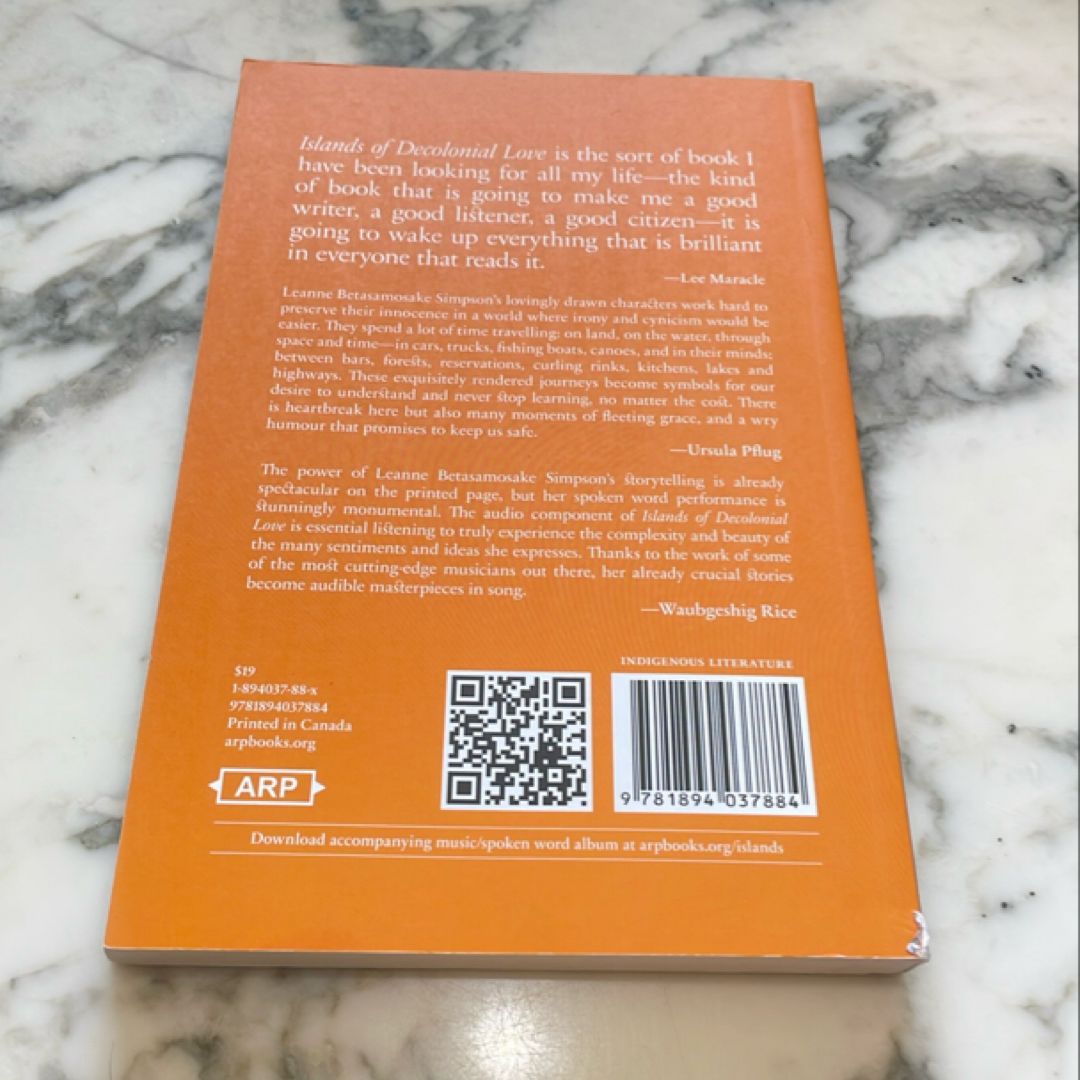 Islands of Decolonial Love is the sort of book I
have been looking for all my life—the kind
of book that is going to make me a good
writer, a good listener, a good citizen—it is
going to wake up everything that is brilliant
in everyone that reads it.
—Lee Maracle
Leanne Betasamosake Simpson's lovingly drawn characters work hard to
preserve their innocence in a world where irony and cynicism would be
easier. They spend a lot of time travelling; on land, on the water, through
space and time—in cars, trucks, fishing boats, canoes, and in their minds;
between bars, forests, reservations, curling rinks, kitchens, lakes and
highways. These exquisitely rendered journeys become symbols for our
desire to understand and never stop learning, no matter the cost. There
is heartbreak here but also many moments of fleeting grace, and a wry
humour that promises to keep us safe.
—Ursula Pflug
The power of Leanne Betasamosake Simpson's storytelling is already
spectacular on the printed page, but her spoken word performance is
stunningly monumental. The audio component of Islands of Decolonial
Love is essential listening to truly experience the complexity and beauty of
the many sentiments and ideas she expresses. Thanks to the work of some
of the most cutting-edge musicians out there, her already crucial stories
become audible masterpieces in song.
—Waubgeshig Rice
$19
1-894037-88-x
9781894037884
Printed in Canada
arpbooks.org
ARP
INDIGENOUS LITERATURE
9 781894 037884
Download accompanying music/spoken word album at arpbooks.org/islands